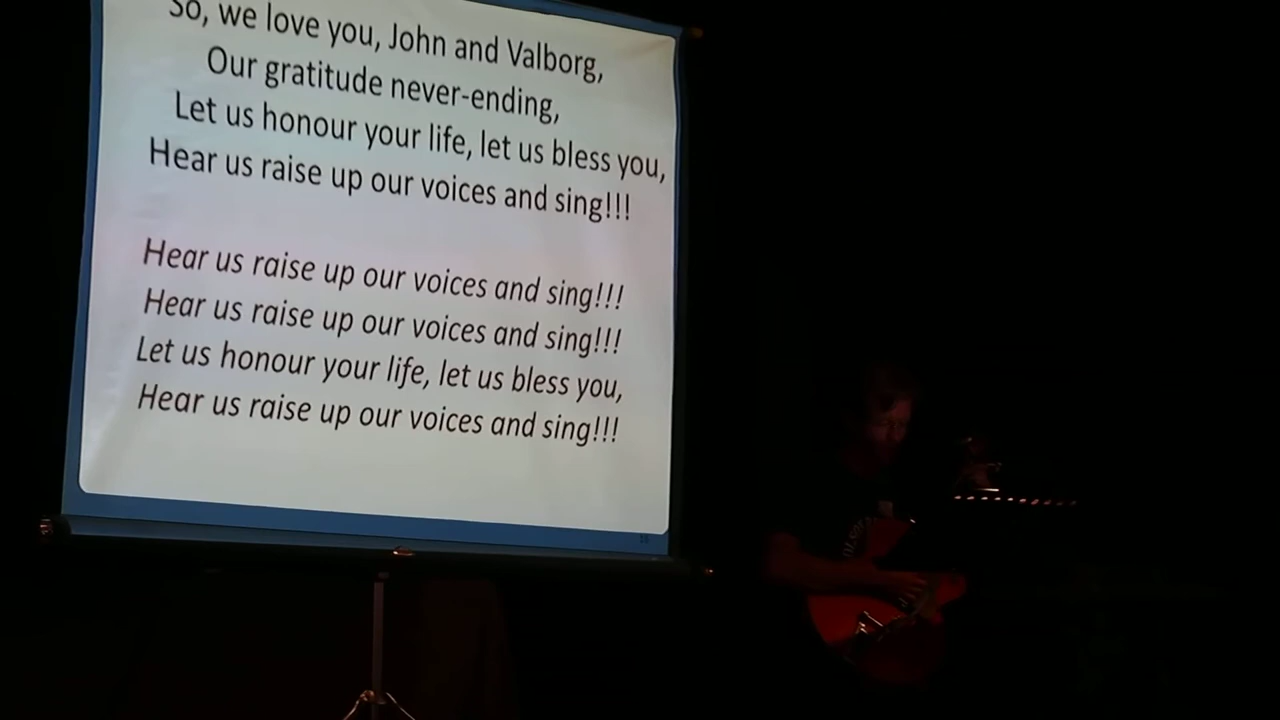 So, we love you, John and Valborg,
Our gratitude never-ending,
Let us honour your life, let us bless you,
Hear us raise up our voices and sing!!!
Hear us raise up our voices and sing!!!
Hear us raise up our voices and sing!!!
Let us honour your life, let us bless you,
Hear us raise up our voices and sing!!!